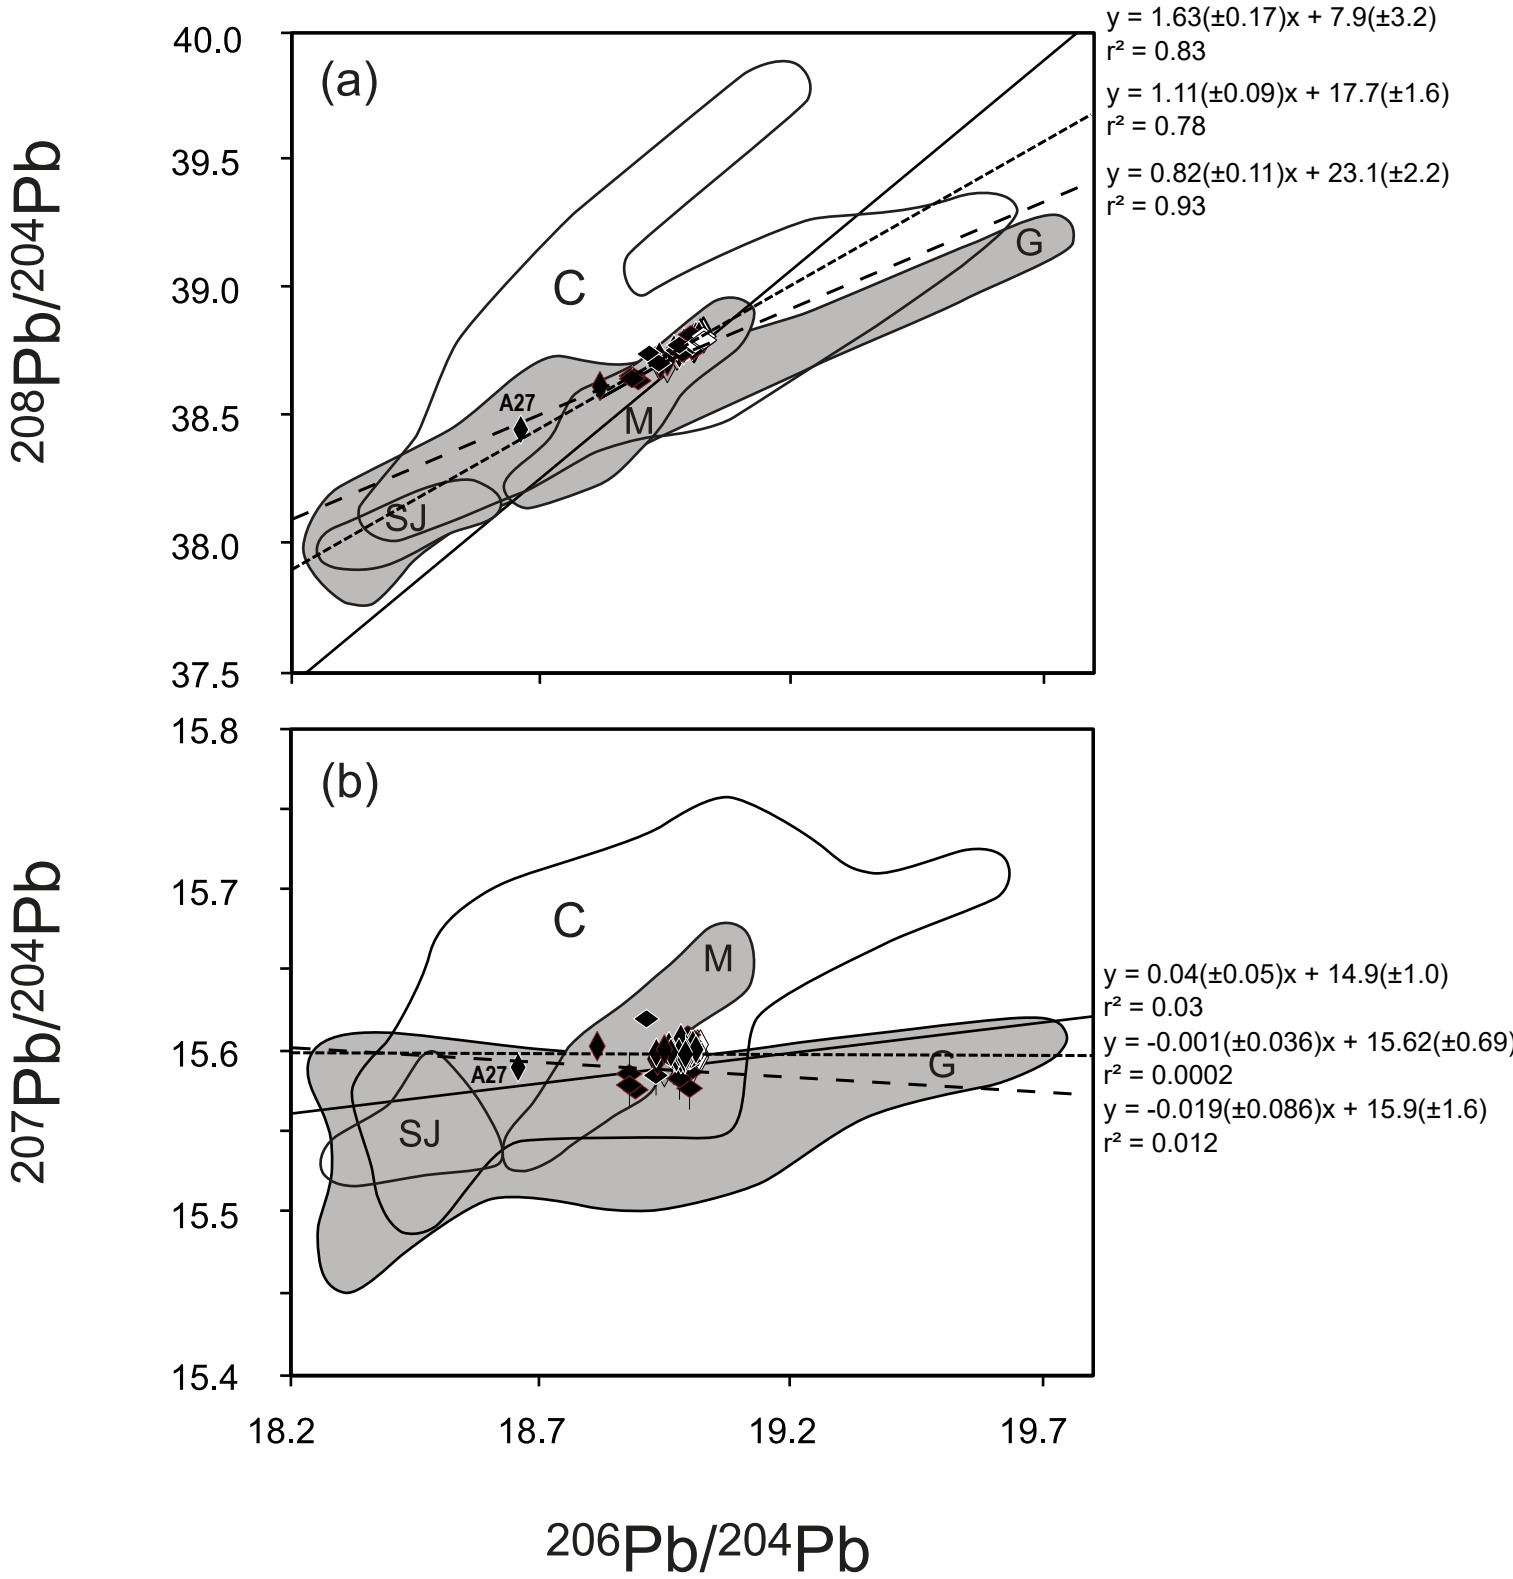 (a)
²⁰⁸Pb/²⁰⁴Pb
40.0
39.5
39.0
38.5
38.0
37.5
C
G
M
A27
SJ
y = 1.63(±0.17)x + 7.9(±3.2)
r² = 0.83
y = 1.11(±0.09)x + 17.7(±1.6)
r² = 0.78
y = 0.82(±0.11)x + 23.1(±2.2)
r² = 0.93
(b)
²⁰⁷Pb/²⁰⁴Pb
15.8
15.7
15.6
15.5
15.4
C
M
G
A27
SJ
y = 0.04(±0.05)x + 14.9(±1.0)
r² = 0.03
y = -0.001(±0.036)x + 15.62(±0.69)
r² = 0.0002
y = -0.019(±0.086)x + 15.9(±1.6)
r² = 0.012
18.2 18.7 19.2 19.7
²⁰⁶Pb/²⁰⁴Pb